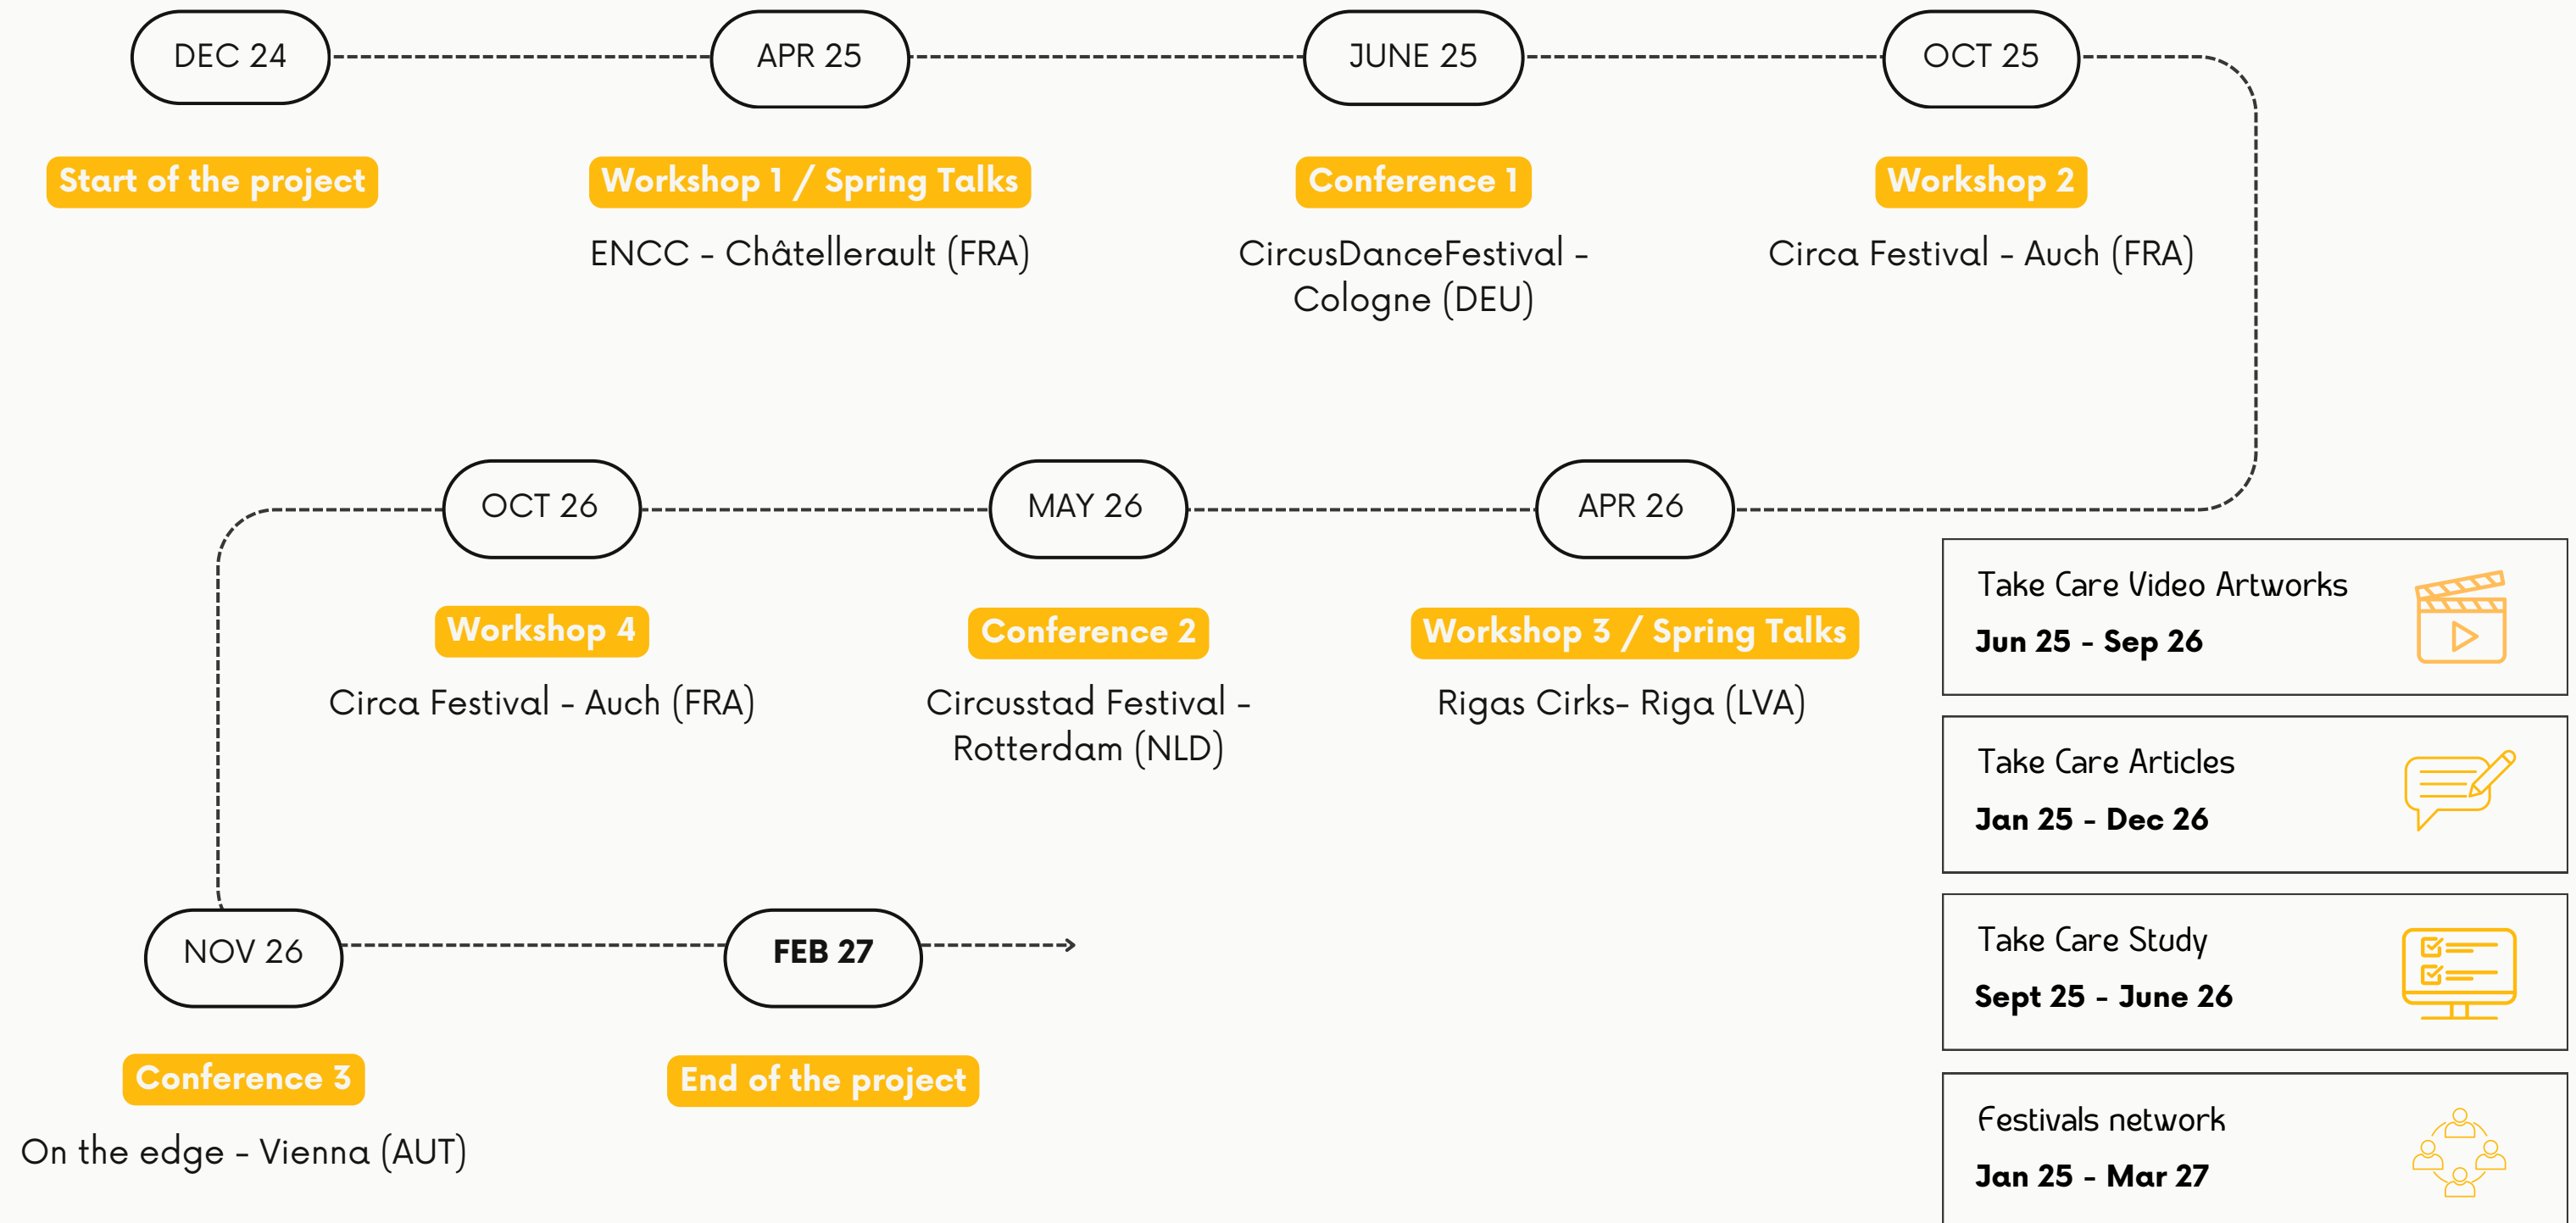 DEC 24
APR 25
JUNE 25
OCT 25
Start of the project
Workshop 1 / Spring Talks
Conference 1
Workshop 2
ENCC - Châtellerault (FRA)
CircusDanceFestival -
Cologne (DEU)
Circa Festival - Auch (FRA)
OCT 26
MAY 26
APR 26
Workshop 4
Conference 2
Workshop 3 / Spring Talks
Circa Festival - Auch (FRA)
Circusstad Festival -
Rotterdam (NLD)
Rigas Cirks- Riga (LVA)
NOV 26
FEB 27
Conference 3
End of the project
On the edge - Vienna (AUT)
Take Care Video Artworks
Jun 25 - Sep 26
Take Care Articles
Jan 25 - Dec 26
Take Care Study
Sept 25 - June 26
Festivals network
Jan 25 - Mar 27